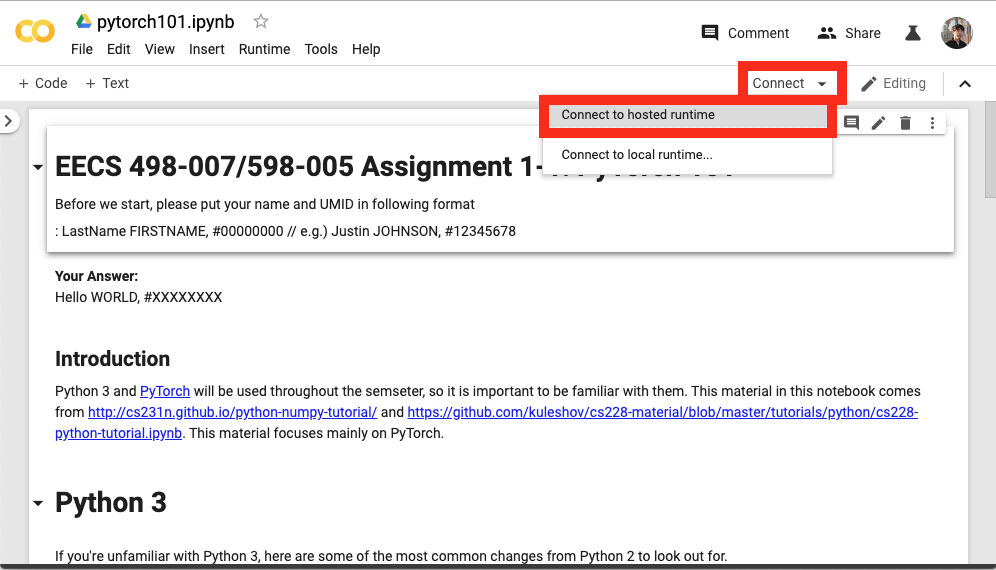 pytorch101.ipynb
File Edit View Insert Runtime Tools Help
Comment Share
+ Code + Text
Connect Editing
Connect to hosted runtime
Connect to local runtime...
EECS 498-007/598-005 Assignment 1-
Before we start, please put your name and UMID in following format
: LastName FIRSTNAME, #00000000 // e.g.) Justin JOHNSON, #12345678
Your Answer:
Hello WORLD, #XXXXXXXX
Introduction
Python 3 and PyTorch will be used throughout the semseter, so it is important to be familiar with them. This material in this notebook comes
from http://cs231n.github.io/python-numpy-tutorial/ and https://github.com/kuleshov/cs228-material/blob/master/tutorials/python/cs228-
python-tutorial.ipynb. This material focuses mainly on PyTorch.
Python 3
If you're unfamiliar with Python 3, here are some of the most common changes from Python 2 to look out for.